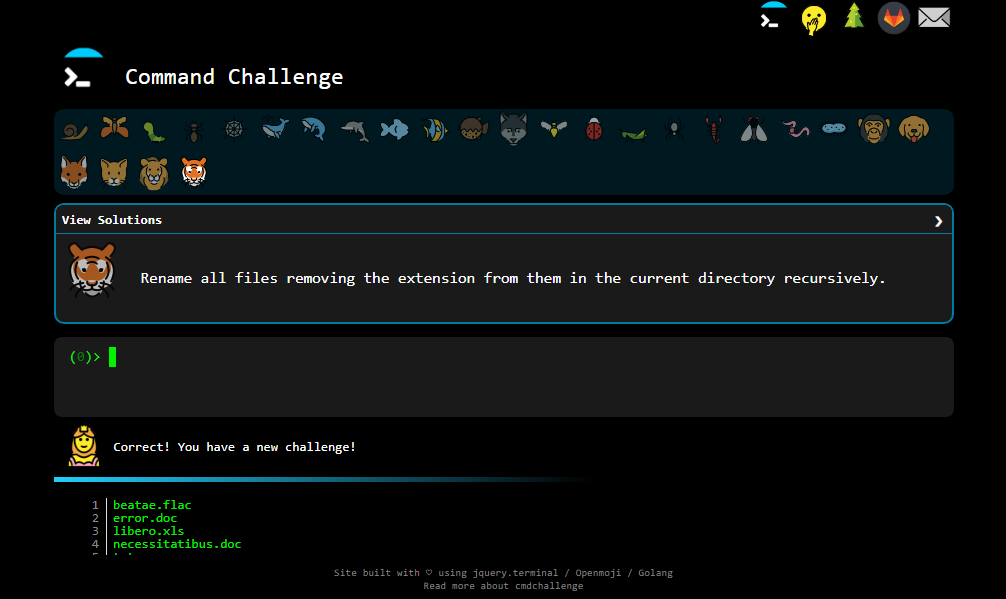 Command Challenge
View Solutions
Rename all files removing the extension from them in the current directory recursively.
(0)>
Correct! You have a new challenge!
1 beatae.flac
2 error.doc
3 libero.xls
4 necessitatibus.doc
Site built with ♡ using jquery.terminal / Openmoji / Golang
Read more about cmdchallenge